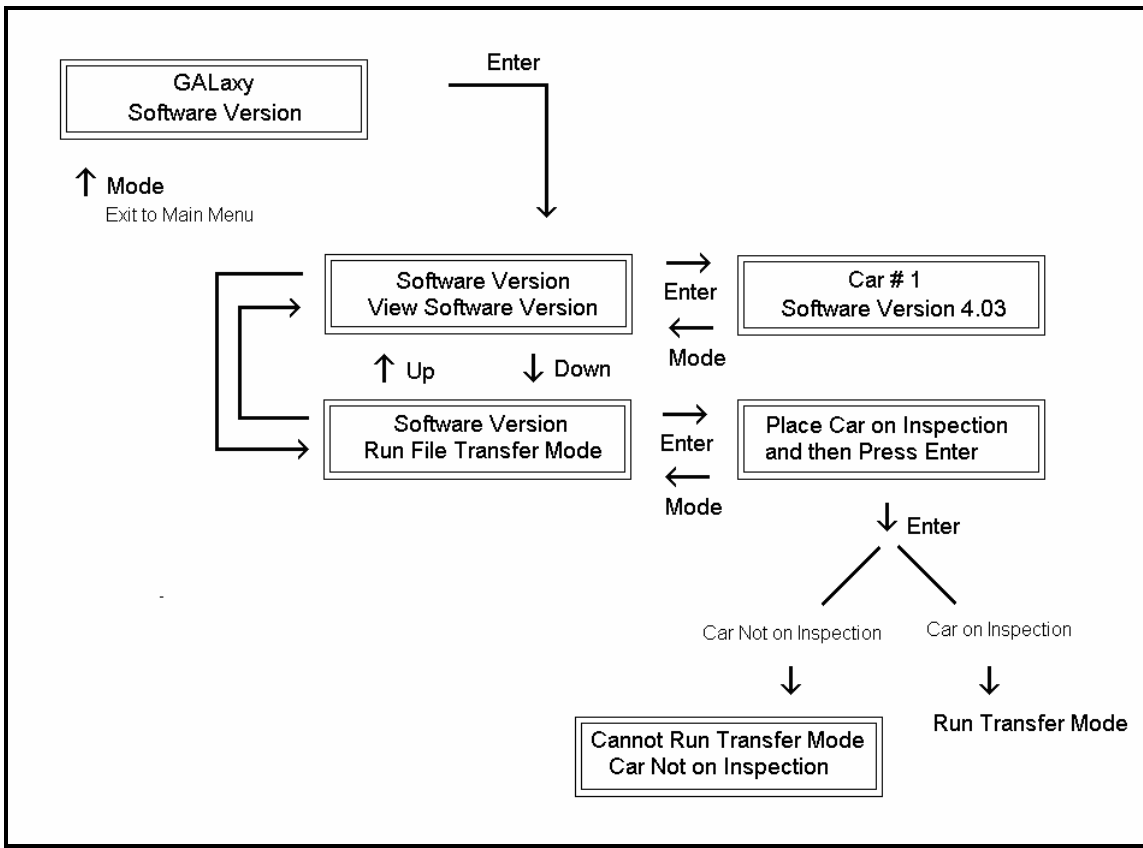 GALaxy
Software Version
Enter
Mode
Exit to Main Menu
Software Version
View Software Version
Enter
Mode
Car # 1
Software Version 4.03
Up
Down
Software Version
Run File Transfer Mode
Enter
Mode
Place Car on Inspection
and then Press Enter
Enter
Car Not on Inspection
Car on Inspection
Cannot Run Transfer Mode
Car Not on Inspection
Run Transfer Mode